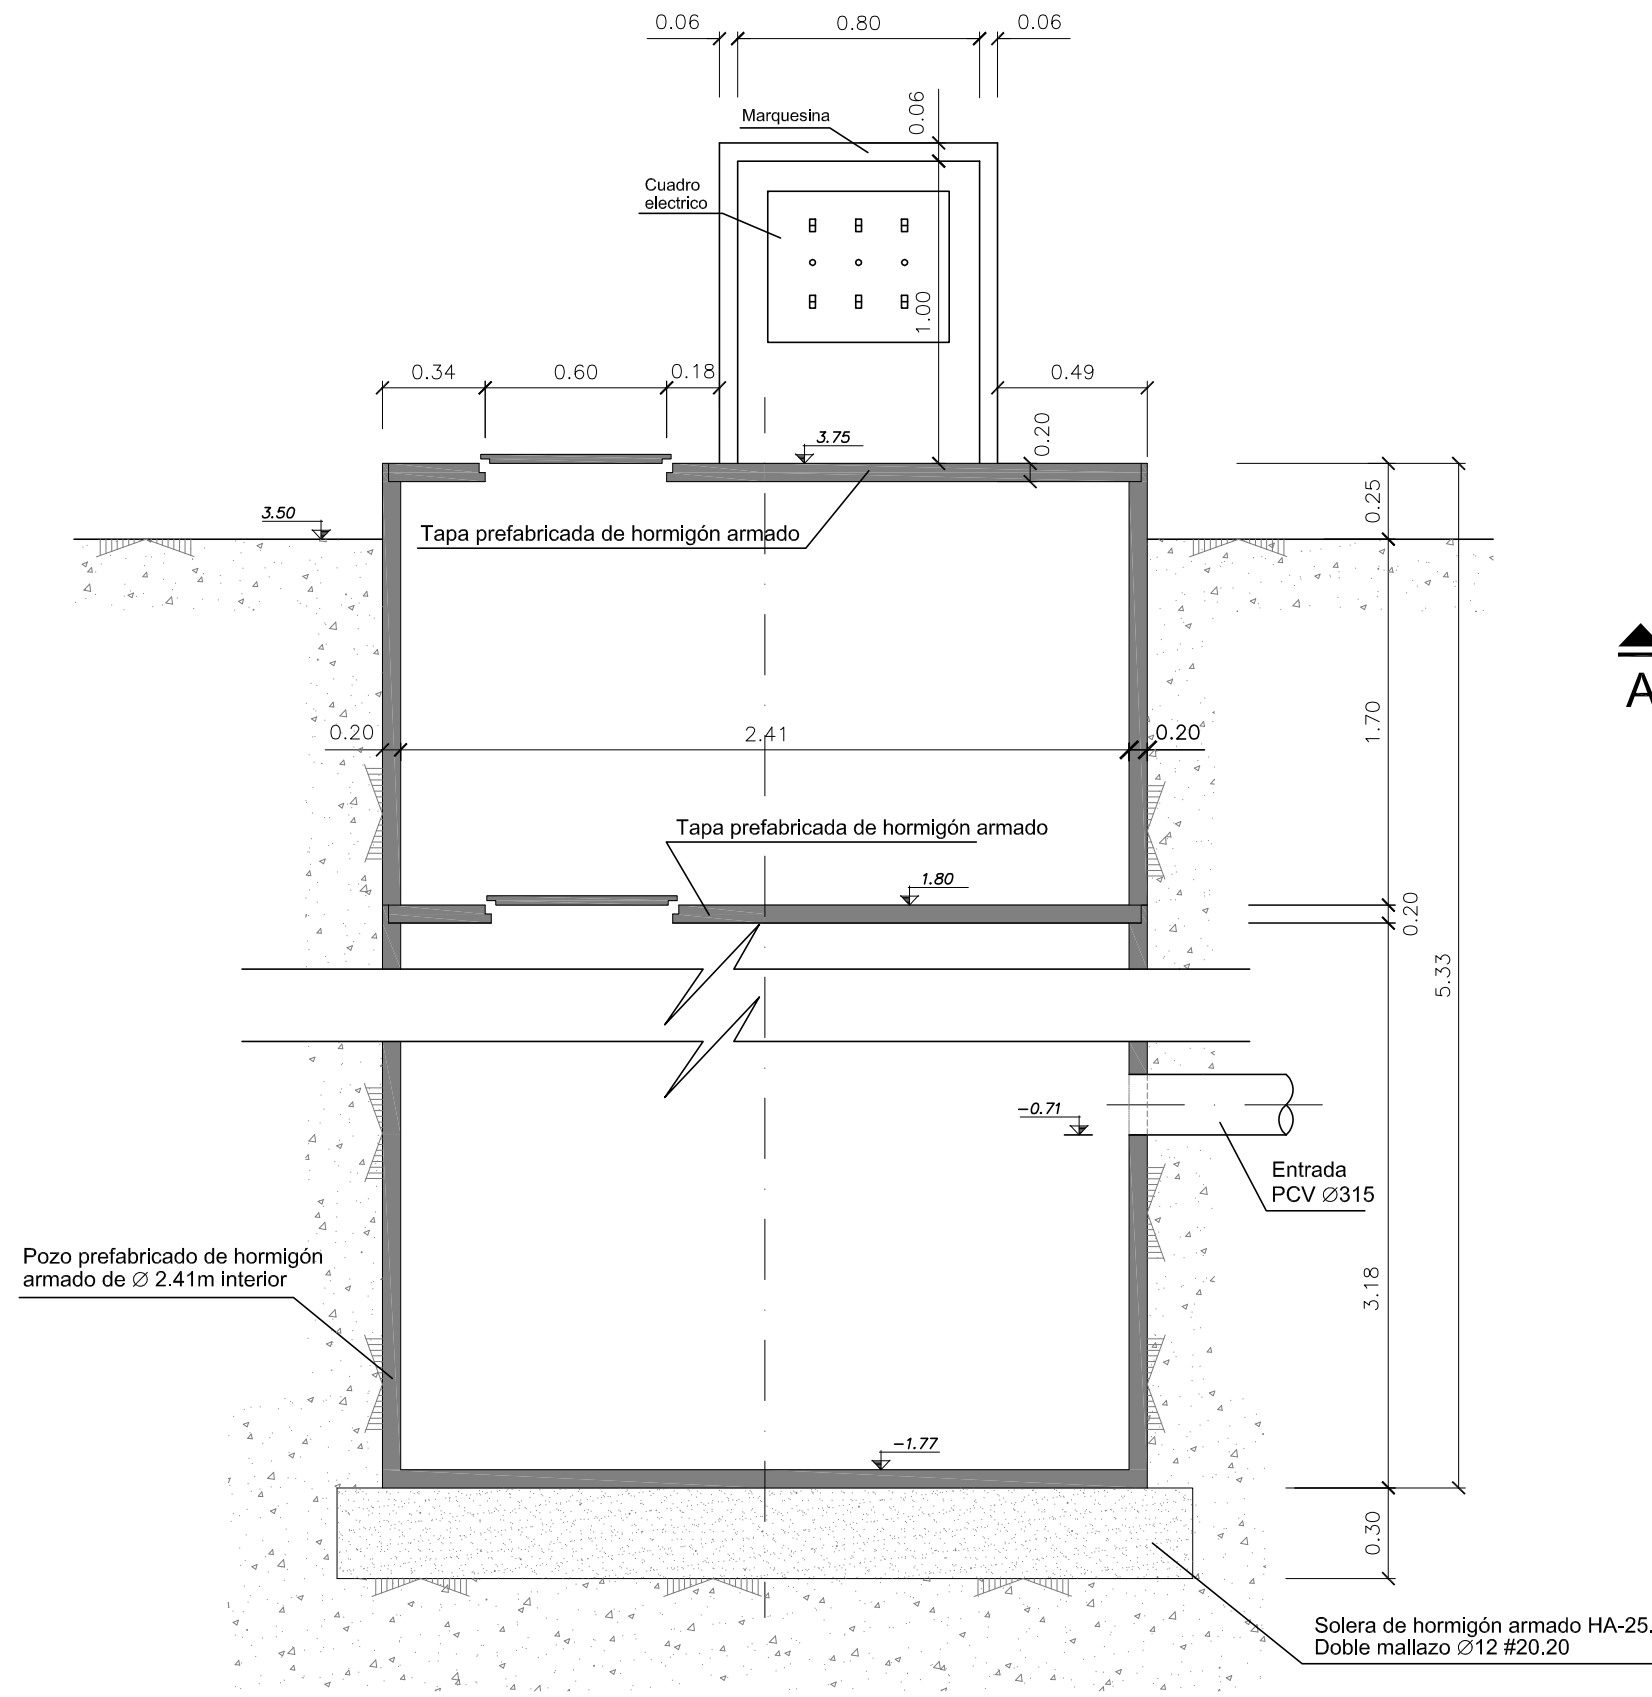 0.06
0.80
0.06
0.06
Marquesina
Cuadro
electrico
1.00
0.34
0.60
0.18
0.49
0.20
3.75
3.50
0.25
Tapa prefabricada de hormigón armado
A
0.20
2.41
0.20
1.70
Tapa prefabricada de hormigón armado
1.80
0.20
5.33
-0.71
Entrada
PCV Ø315
Pozo prefabricado de hormigón
armado de Ø 2.41m interior
3.18
-1.77
0.30
Solera de hormigón armado HA-25.
Doble mallazo Ø12 #20.20